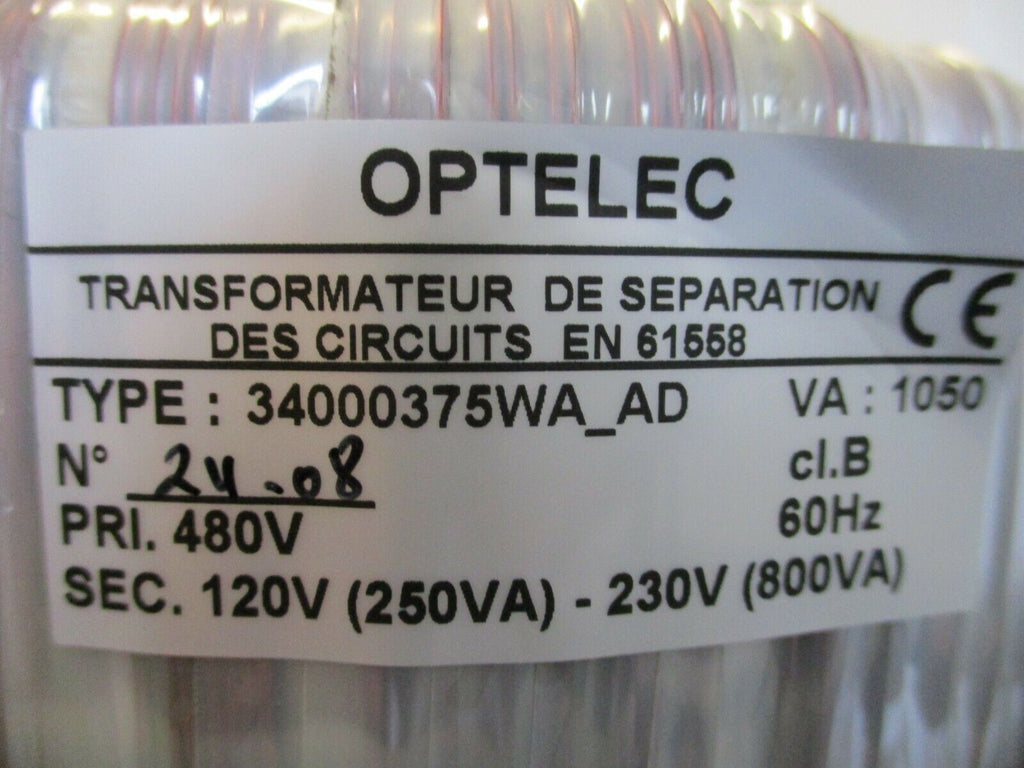 OPTELEC
TRANSFORMATEUR DE SEPARATION
DES CIRCUITS EN 61558
CE
TYPE : 34000375WA_AD VA : 1050
N° 24.08 cl.B
PRI. 480V 60Hz
SEC. 120V (250VA) - 230V (800VA)